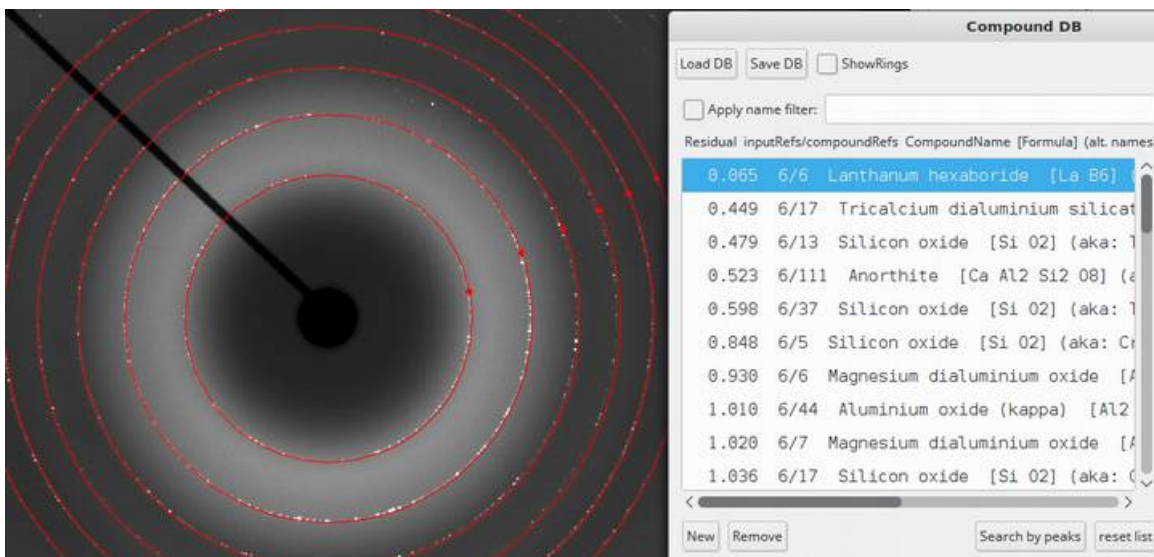 Compound DB
Load DB Save DB ShowRings
Apply name filter:
Residual inputRefs/compoundRefs CompoundName [Formula] (alt. names
0.065 6/6 Lanthanum hexaboride [La B6] (
0.449 6/17 Tricalcium dialuminium silicat
0.479 6/13 Silicon oxide [Si O2] (aka: T
0.523 6/111 Anorthite [Ca Al2 Si2 O8] (a
0.598 6/37 Silicon oxide [Si O2] (aka: T
0.848 6/5 Silicon oxide [Si O2] (aka: Cr
0.930 6/6 Magnesium dialuminium oxide [A
1.010 6/44 Aluminium oxide (kappa) [Al2
1.020 6/7 Magnesium dialuminium oxide [A
1.036 6/17 Silicon oxide [Si O2] (aka: C
New Remove Search by peaks reset list